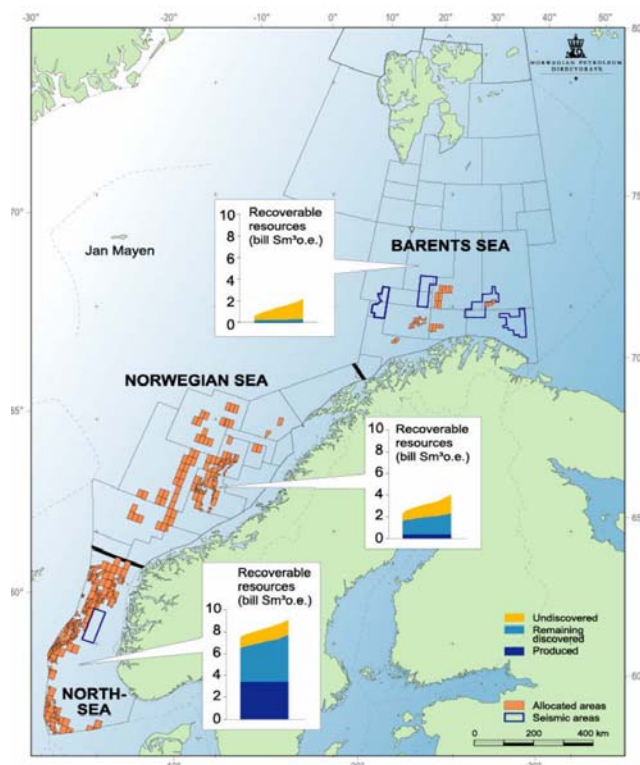 -30°
-10°
0°
10°
20°
30°
40°
50°
80
NORWEGIAN PETROLEUM
DIRECTORATE
70°
75
Jan Mayen
10
8
6
4
2
0
Recoverable
resources
(bill Sm³o.e.)
BARENTS SEA
70
NORWEGIAN SEA
65
10
8
6
4
2
0
Recoverable
resources
(bill Sm³o.e.)
65
60°
Recoverable
resources
(bill Sm³o.e.)
10
8
6
4
2
0
Undiscovered
Remaining
discovered
Produced
60
NORTH-
SEA
Allocated areas
Seismic areas
0 200 400 km